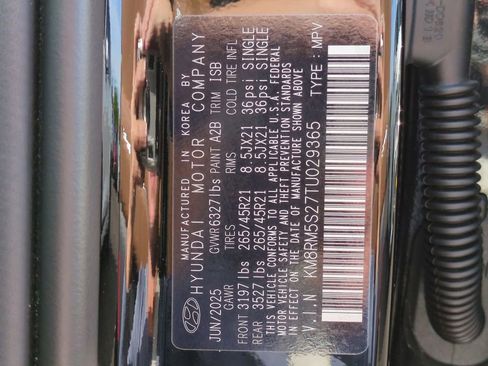 MANUFACTURED IN KOREA BY
HYUNDAI MOTOR COMPANY
JUN/2025 GVWR 6327lbs PAINT A2B TRIM ISB
GAWR TIRES RIMS COLD TIRE INFL
FRONT 3197lbs 265/45R21 8.5JX21 36psi SINGLE
REAR 3527lbs 265/45R21 8.5JX21 36psi SINGLE
THIS VEHICLE CONFORMS TO ALL APPLICABLE U.S.A. FEDERAL
MOTOR VEHICLE SAFETY AND THEFT PREVENTION STANDARDS
IN EFFECT ON THE DATE OF MANUFACTURE SHOWN ABOVE
V.I.N KM8RM5S27TU029365 TYPE: MPV